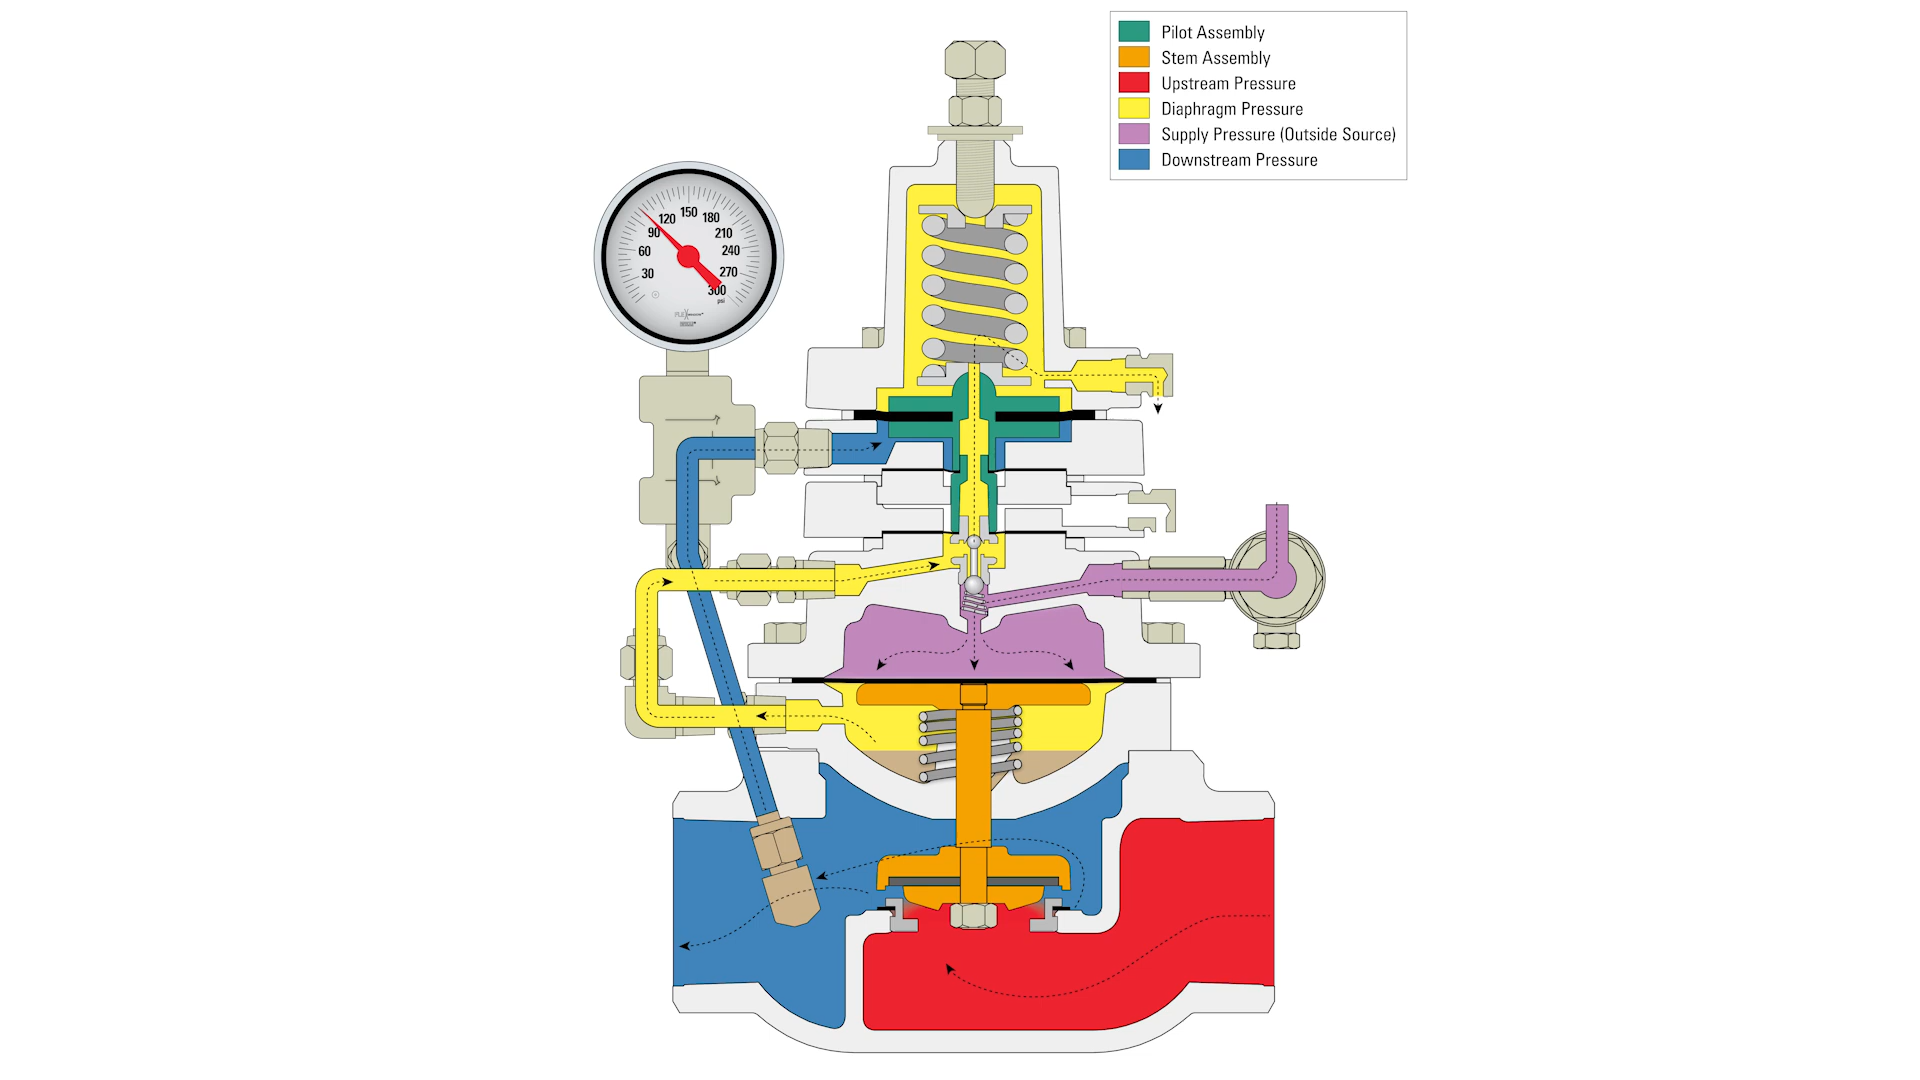 Pilot Assembly
Stem Assembly
Upstream Pressure
Diaphragm Pressure
Supply Pressure (Outside Source)
Downstream Pressure
30
60
90
120
150
180
210
240
270
300
psi